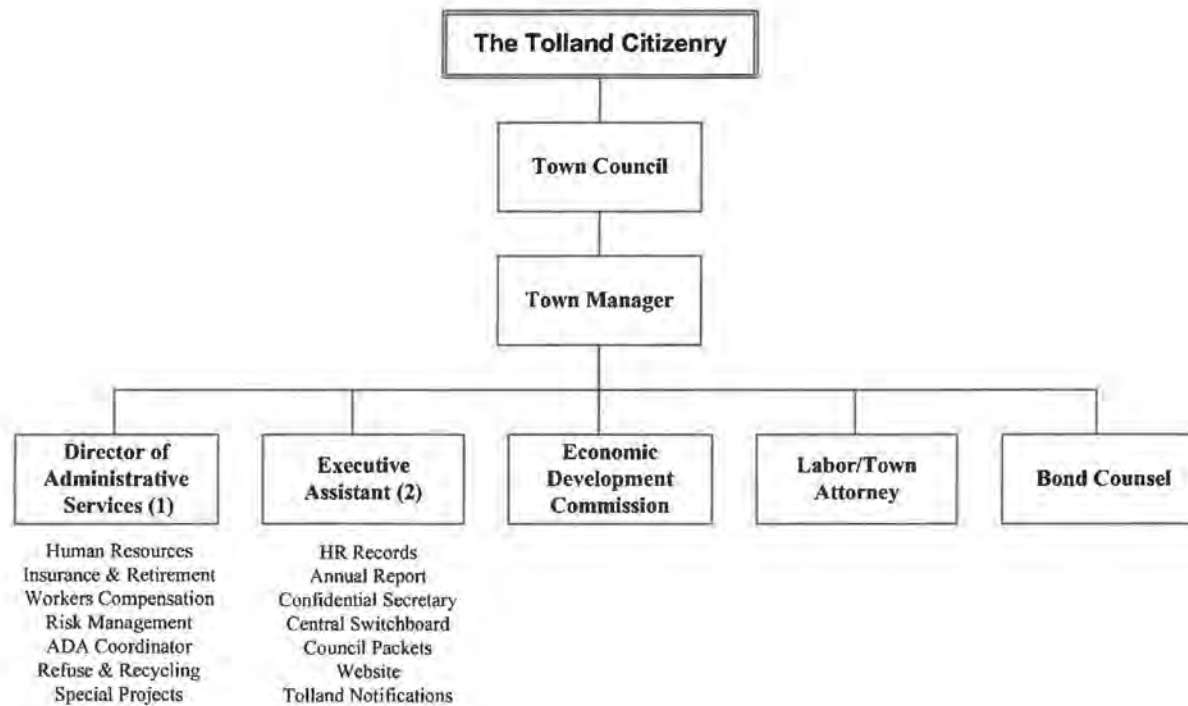 The Tolland Citizenry
Town Council
Town Manager
Director of
Administrative
Services (1)
Executive
Assistant (2)
Economic
Development
Commission
Labor/Town
Attorney
Bond Counsel
Human Resources
Insurance & Retirement
Workers Compensation
Risk Management
ADA Coordinator
Refuse & Recycling
Special Projects
HR Records
Annual Report
Confidential Secretary
Central Switchboard
Council Packets
Website
Tolland Notifications